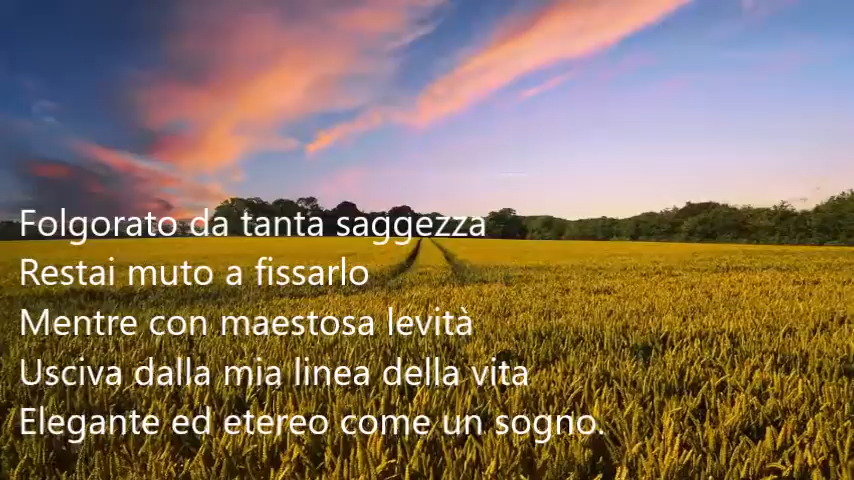 Folgorato da tanta saggezza
Restai muto a fissarlo
Mentre con maestosa levità
Usciva dalla mia linea della vita
Elegante ed etereo come un sogno.